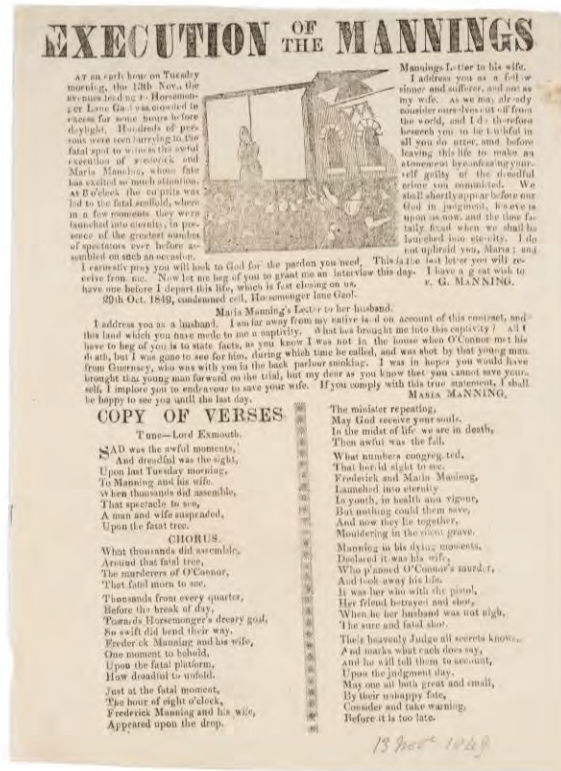 EXECUTION OF THE MANNINGS
AT an early hour on Tuesday
morning, the 13th Nov., the
avenues leading to Horsemon-
ger Lane Gaol was crowded to
excess for some hours before
daylight. Hundreds of per-
sons were seen hurrying to the
fatal spot to witness the awful
execution of Frederick and
Maria Manning, whose fate
has excited so much attention.
At 8 o'clock the culprits was
led to the fatal scaffold, where
in a few moments they were
launched into eternity, in pre-
sence of the greatest number
of spectators ever before as-
sembled on such an occasion.
Mannings Letter to his wife.
I address you as a fellow
sinner and sufferer, and not as
my wife. As we may already
consider ourselves cut off from
the world, and I do therefore
beseech you to be truthful in
all you do utter, and before
leaving this life to make an
atonement by confessing your-
self guilty of the dreadful
crime you committed. We
shall shortly appear before our
God in judgment, his eye is
upon us now, and the time fa-
tally fixed when we shall be
launched into eternity. I do
not upbraid you, Maria; and
I earnestly pray you will look to God for the pardon you need. This is the last letter you will re-
ceive from me. Now let me beg of you to grant me an interview this day. I have a great wish to
have one before I depart this life, which is fast closing on us. F. G. MANNING.
29th Oct. 1849, condemned cell, Horsemonger lane Gaol.
Maria Manning's Letter to her husband.
I address you as a husband. I am far away from my native land on account of this contract, and
this land which you have mede to me a captivity. What has brought me into this captivity? All I
have to beg of you is to state facts, as you know I was not in the house when O'Connor met his
death, but I was gone to see for him, during which time he called, and was shot by that young man
from Guernsey, who was with you in the back parlour smoking. I was in hopes you would have
brought that young man forward on the trial, but my dear as you know thet you cannot save your-
self, I implore you to endeavour to save your wife. If you comply with this true statement, I shall
be happy to see you until the last day. MARIA MANNING.
COPY OF VERSES
Tune—Lord Exmouth.
SAD was the awful moments,
And dreadful was the sight,
Upon last Tuesday morning,
To Manning and his wife.
When thousands did assemble,
That spectacle to see,
A man and wife suspended,
Upon the fatat tree.
CHORUS.
What thousands did assemble,
Around that fatal tree,
The murderers of O'Connor,
That fatel morn to see.
Thousands from every quarter,
Before the break of day,
Towards Horsemonger's dreary gaol,
So swift did bend their way.
Frederick Manning and his wife,
One moment to behold,
Upon the fatal platform,
How dreadful to unfold.
Just at the fatal moment,
The hour of eight o'clock,
Frederick Manning and his wife,
Appeared upon the drop.
The minister repeating,
May God receive your souls.
In the midst of life we are in death,
Then awful was the fall.
What numbers congregated,
That horrid sight to see.
Frederick and Maria Manning,
Launched into eternity
In youth, in health and vigour,
But nothing could them save,
And now they lie together,
Mouldering in the silent grave.
Manning in his dying moments,
Declared it was his wife,
Who planned O'Connor's murder,
And took away his life.
It was her who with the pistol,
Her friend betrayed and shot,
When he her husband was not nigh,
The sure and fatal shot.
Their heavenly Judge all secrets knows,
And marks what each does say,
And he will tell them to account,
Upon the judgment day.
May one all both great and small,
By their unhappy fate,
Consider and take warning,
Before it is too late.
13 Novr 1849